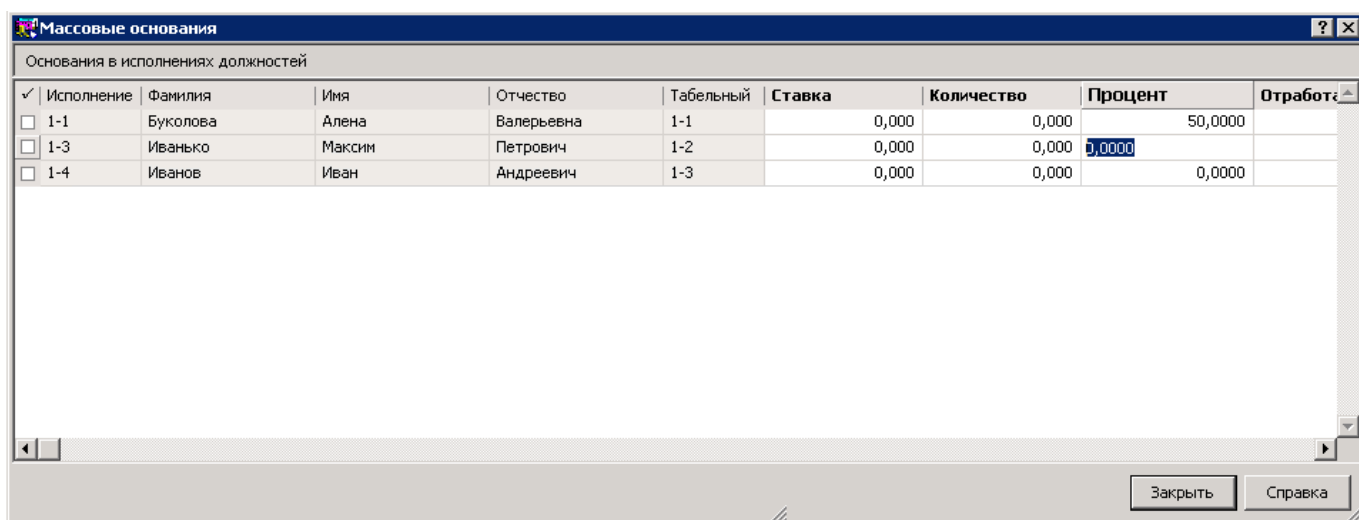 Массовые основания
Основания в исполнениях должностей
Исполнение Фамилия Имя Отчество Табельный Ставка Количество Процент Отработа
1-1 Буколова Алена Валерьевна 1-1 0,000 0,000 50,0000
1-3 Иванько Максим Петрович 1-2 0,000 0,000 0,0000
1-4 Иванов Иван Андреевич 1-3 0,000 0,000 0,0000
Закрыть Справка